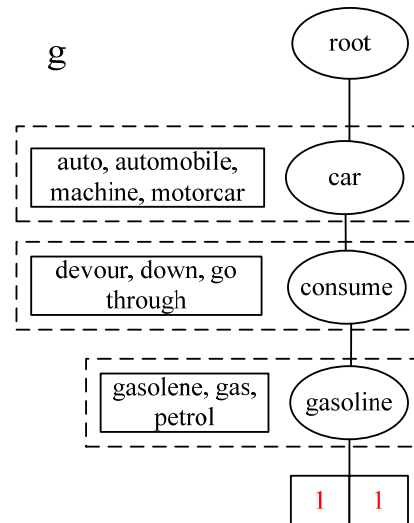 root
g
auto, automobile,
machine, motorcar
car
devour, down, go
through
consume
gasolene, gas,
petrol
gasoline
1 1